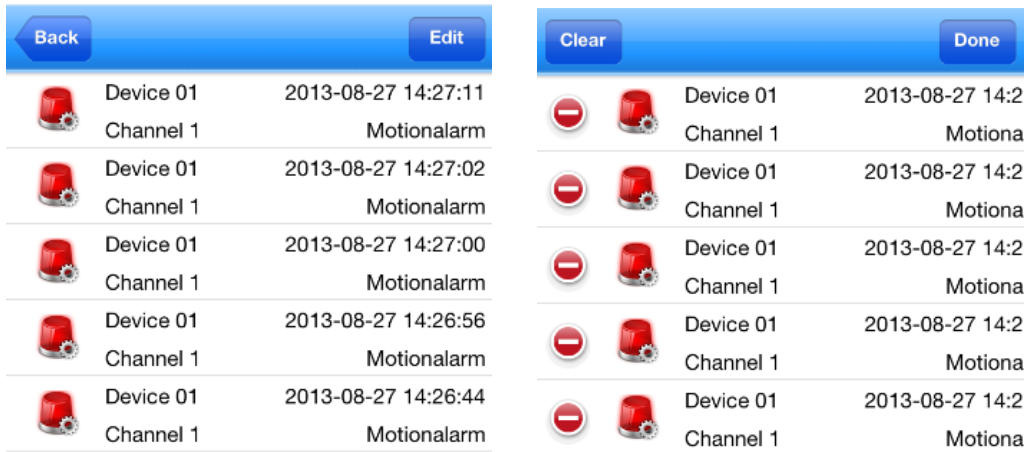 Back Edit
Device 01 2013-08-27 14:27:11
Channel 1 Motionalarm
Device 01 2013-08-27 14:27:02
Channel 1 Motionalarm
Device 01 2013-08-27 14:27:00
Channel 1 Motionalarm
Device 01 2013-08-27 14:26:56
Channel 1 Motionalarm
Device 01 2013-08-27 14:26:44
Channel 1 Motionalarm
Clear Done
Device 01 2013-08-27 14:2
Channel 1 Motiona
Device 01 2013-08-27 14:2
Channel 1 Motiona
Device 01 2013-08-27 14:2
Channel 1 Motiona
Device 01 2013-08-27 14:2
Channel 1 Motiona
Device 01 2013-08-27 14:2
Channel 1 Motiona